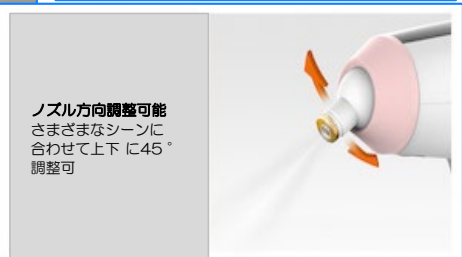 ノズル方向調整可能
さまざまなシーンに
合わせて上下 に45 °
調整可